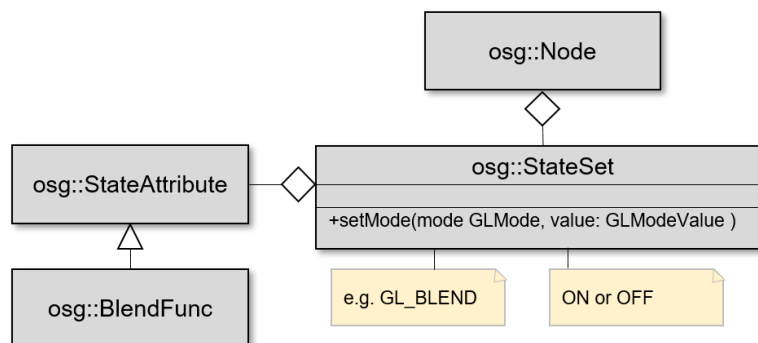 osg::Node
osg::StateAttribute
osg::StateSet
+setMode(mode GLMode, value: GLModeValue )
osg::BlendFunc
e.g. GL_BLEND
ON or OFF